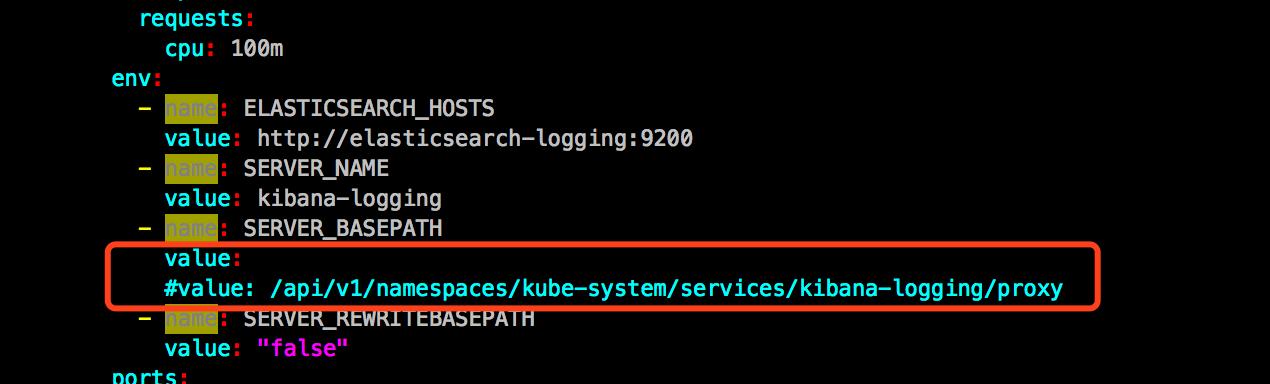 requests:
cpu: 100m
env:
- name: ELASTICSEARCH_HOSTS
value: http://elasticsearch-logging:9200
- name: SERVER_NAME
value: kibana-logging
- name: SERVER_BASEPATH
value:
#value: /api/v1/namespaces/kube-system/services/kibana-logging/proxy
- name: SERVER_REWRITEBASEPATH
value: "false"
ports: